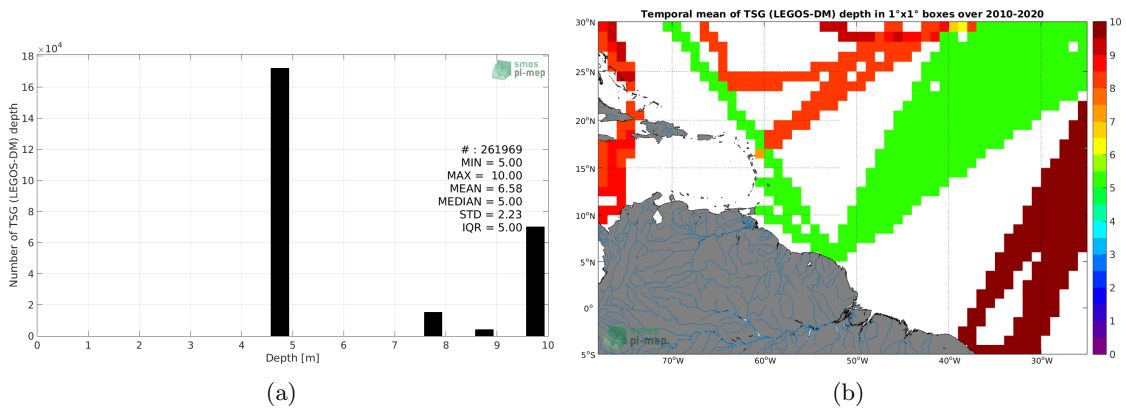 ×10⁴
18
16
14
12
10
8
6
4
2
0
Number of TSG (LEGOS-DM) depth
smos
pi-mep
# : 261969
MIN = 5.00
MAX = 10.00
MEAN = 6.58
MEDIAN = 5.00
STD = 2.23
IQR = 5.00
0 1 2 3 4 5 6 7 8 9 10
Depth [m]
(a)
Temporal mean of TSG (LEGOS-DM) depth in 1°x1° boxes over 2010-2020
30°N
25°N
20°N
15°N
10°N
5°N
0°
5°S
70°W 60°W 50°W 40°W 30°W
smos
pi-mep
10
9
8
7
6
5
4
3
2
1
0
(b)